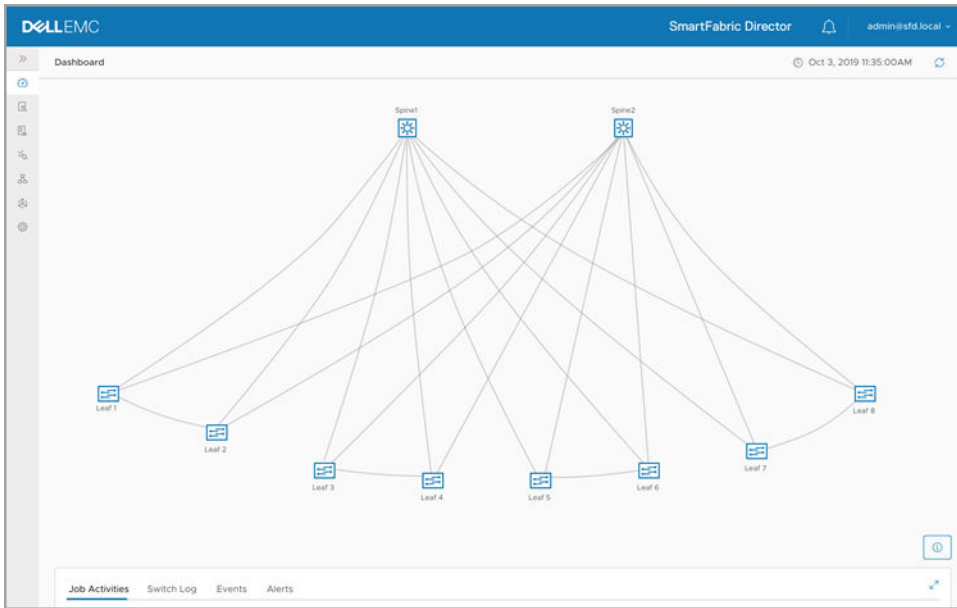 DELLEMC
SmartFabric Director
admin@sfd.local
Dashboard
Oct 3, 2019 11:35:00AM
Spine1
Spine2
Leaf 1
Leaf 2
Leaf 3
Leaf 4
Leaf 5
Leaf 6
Leaf 7
Leaf 8
Job Activities Switch Log Events Alerts